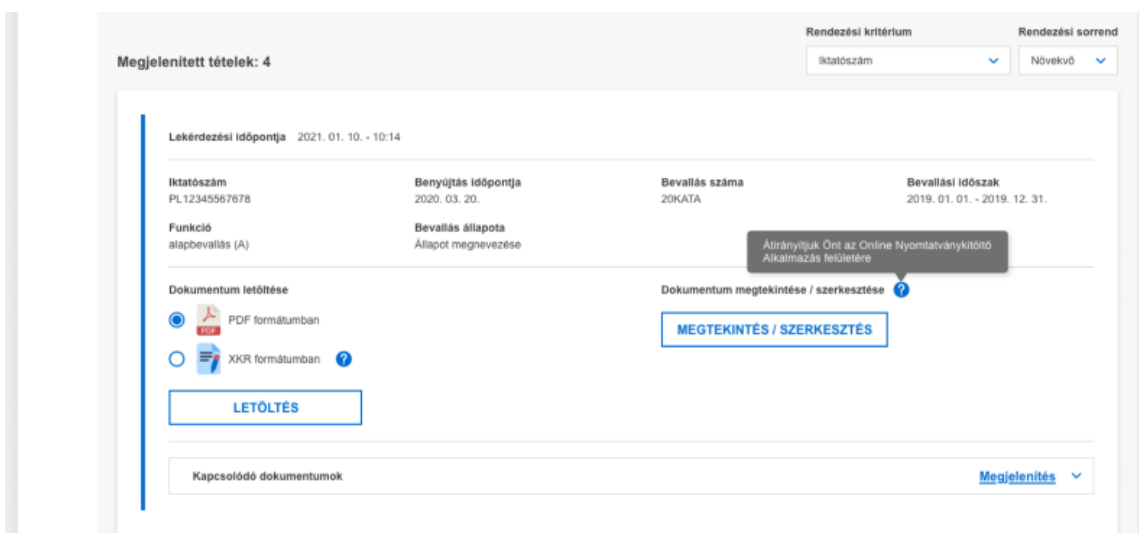 Rendezési kritérium Rendezési sorrend
Megjelenített tételek: 4
Iktatószám Növekvő
Lekérdezési időpontja 2021. 01. 10. - 10:14
Iktatószám Benyújtás időpontja Bevallás száma Bevallási időszak
PL12345567678 2020. 03. 20. 20KATA 2019. 01. 01. - 2019. 12. 31.
Funkció Bevallás állapota
alapbevallás (A) Állapot megnevezése
Átirányítjuk Önt az Online Nyomtatványkitöltő
Alkalmazás felületére
Dokumentum letöltése Dokumentum megtekintése / szerkesztése ?
PDF PDF formátumban
MEGTEKINTÉS / SZERKESZTÉS
XKR formátumban ?
LETÖLTÉS
Kapcsolódó dokumentumok Megjelenítés